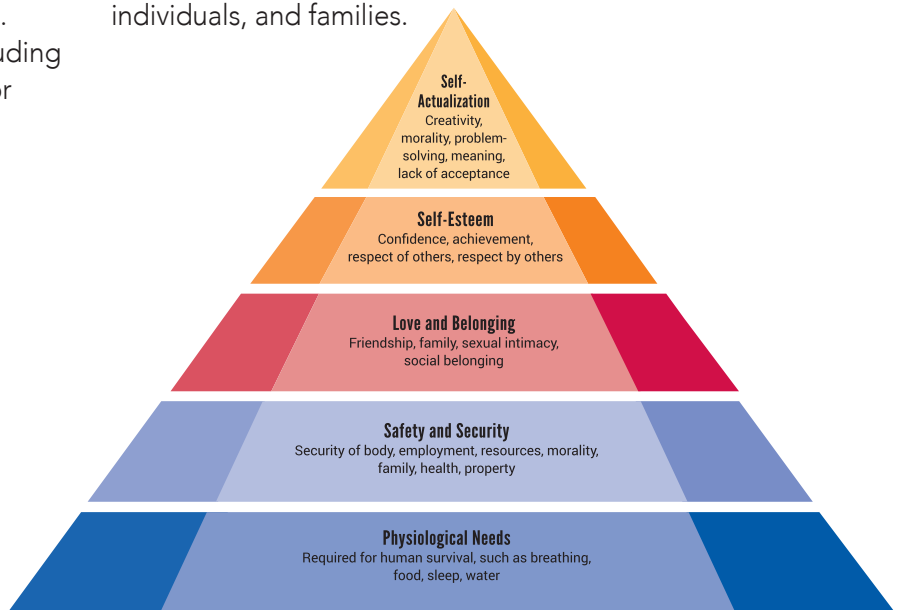 .
uding
or
individuals, and families.
Self-
Actualization
Creativity,
morality, problem-
solving, meaning,
lack of acceptance
Self-Esteem
Confidence, achievement,
respect of others, respect by others
Love and Belonging
Friendship, family, sexual intimacy,
social belonging
Safety and Security
Security of body, employment, resources, morality,
family, health, property
Physiological Needs
Required for human survival, such as breathing,
food, sleep, water